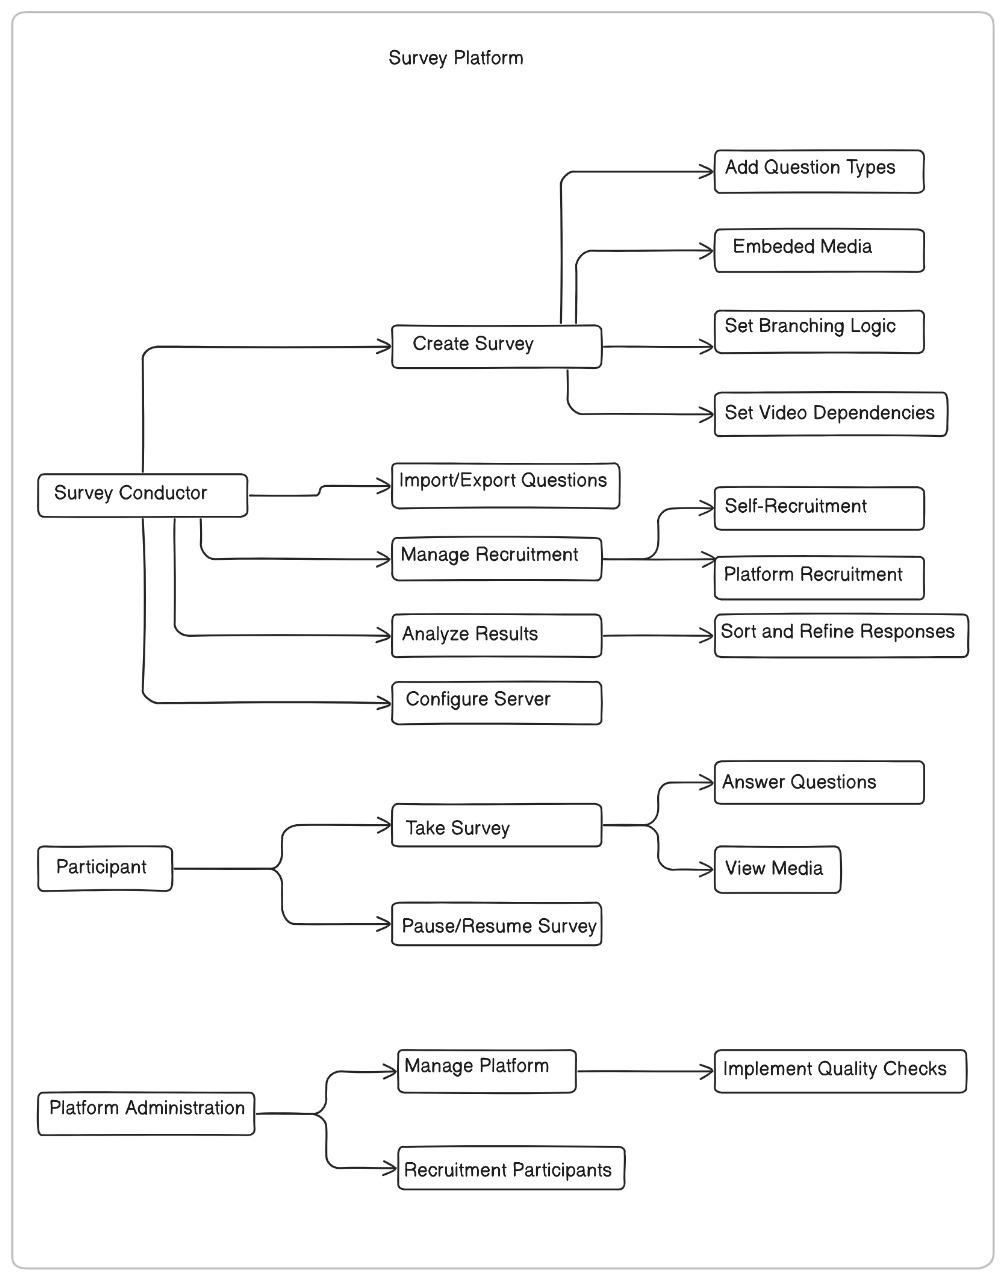 Survey Platform
Add Question Types
Embeded Media
Set Branching Logic
Create Survey
Set Video Dependencies
Survey Conductor
Import/Export Questions
Self-Recruitment
Manage Recruitment
Platform Recruitment
Analyze Results
Sort and Refine Responses
Configure Server
Answer Questions
Take Survey
Participant
View Media
Pause/Resume Survey
Manage Platform
Implement Quality Checks
Platform Administration
Recruitment Participants